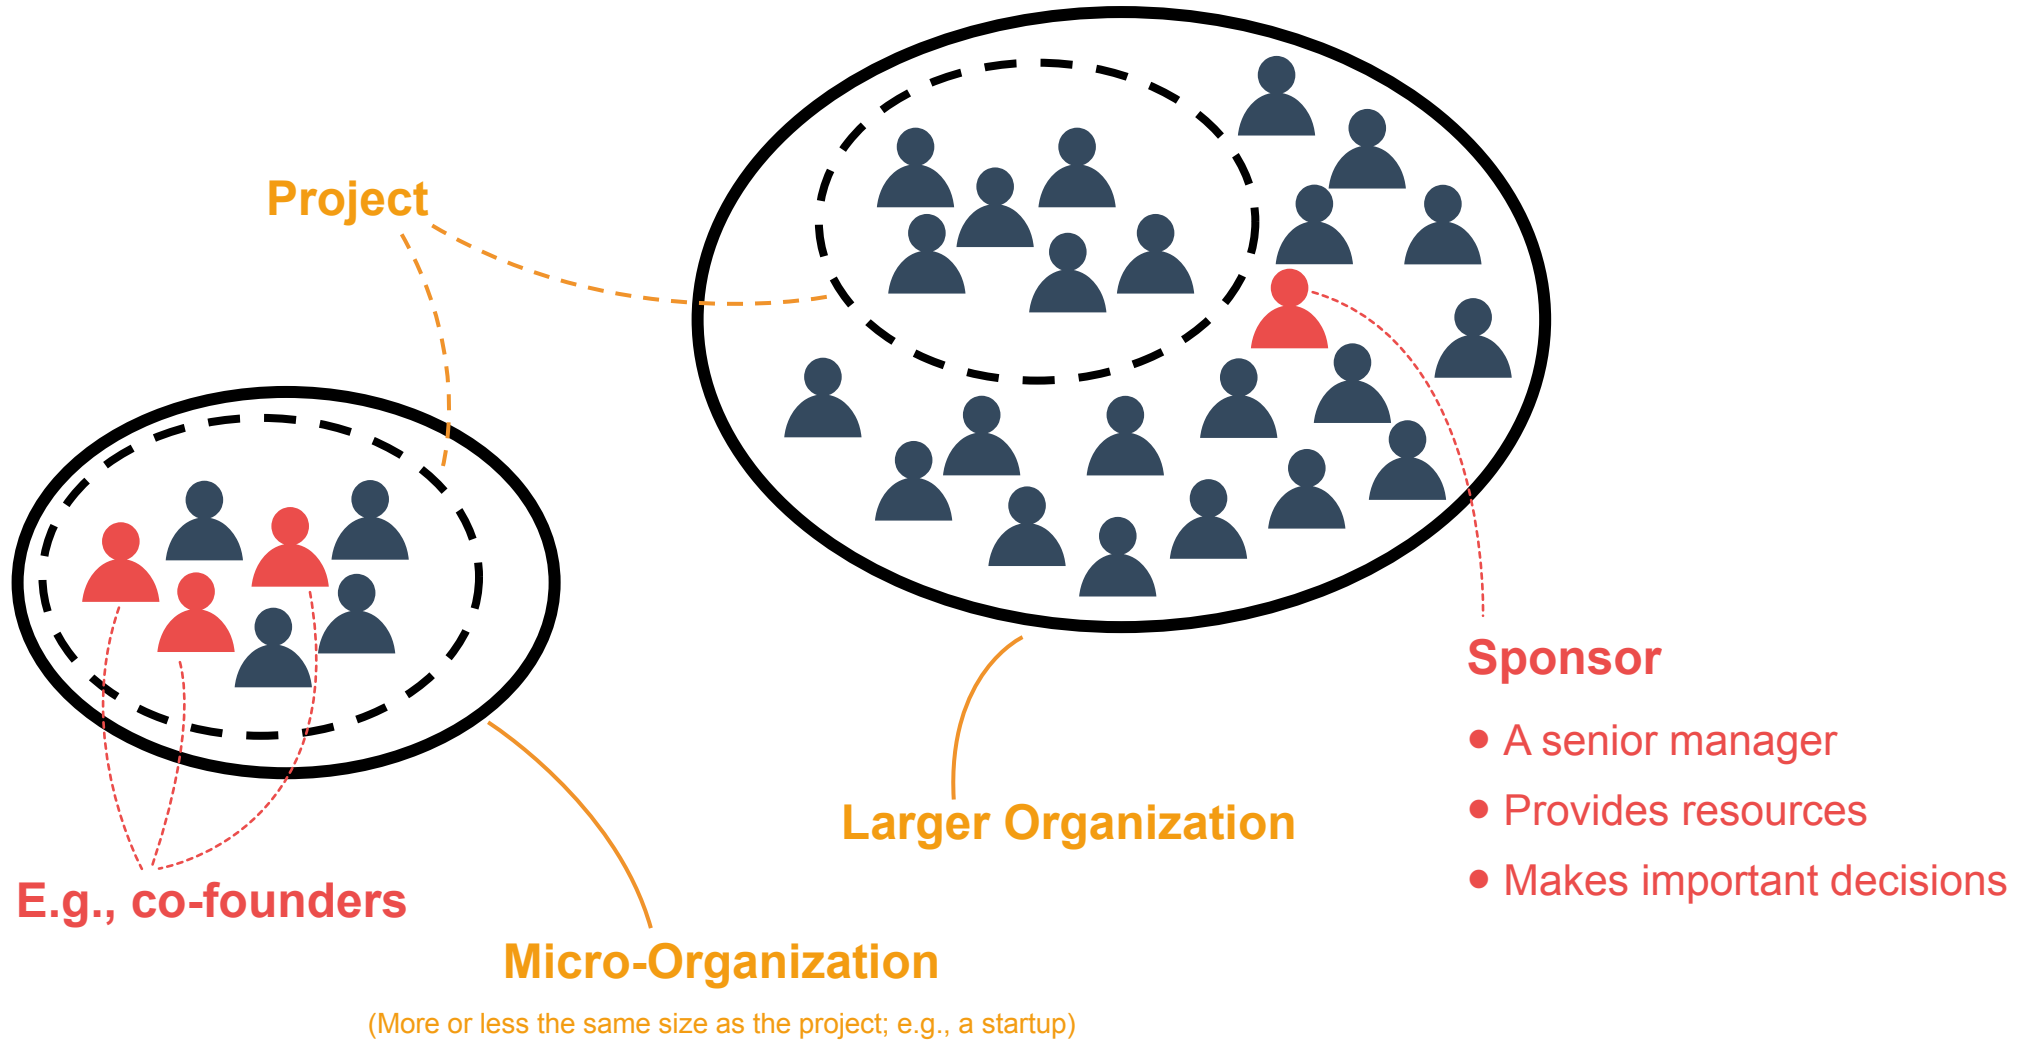 Project
Sponsor
• A senior manager
• Provides resources
• Makes important decisions
Larger Organization
E.g., co-founders
Micro-Organization
(More or less the same size as the project; e.g., a startup)